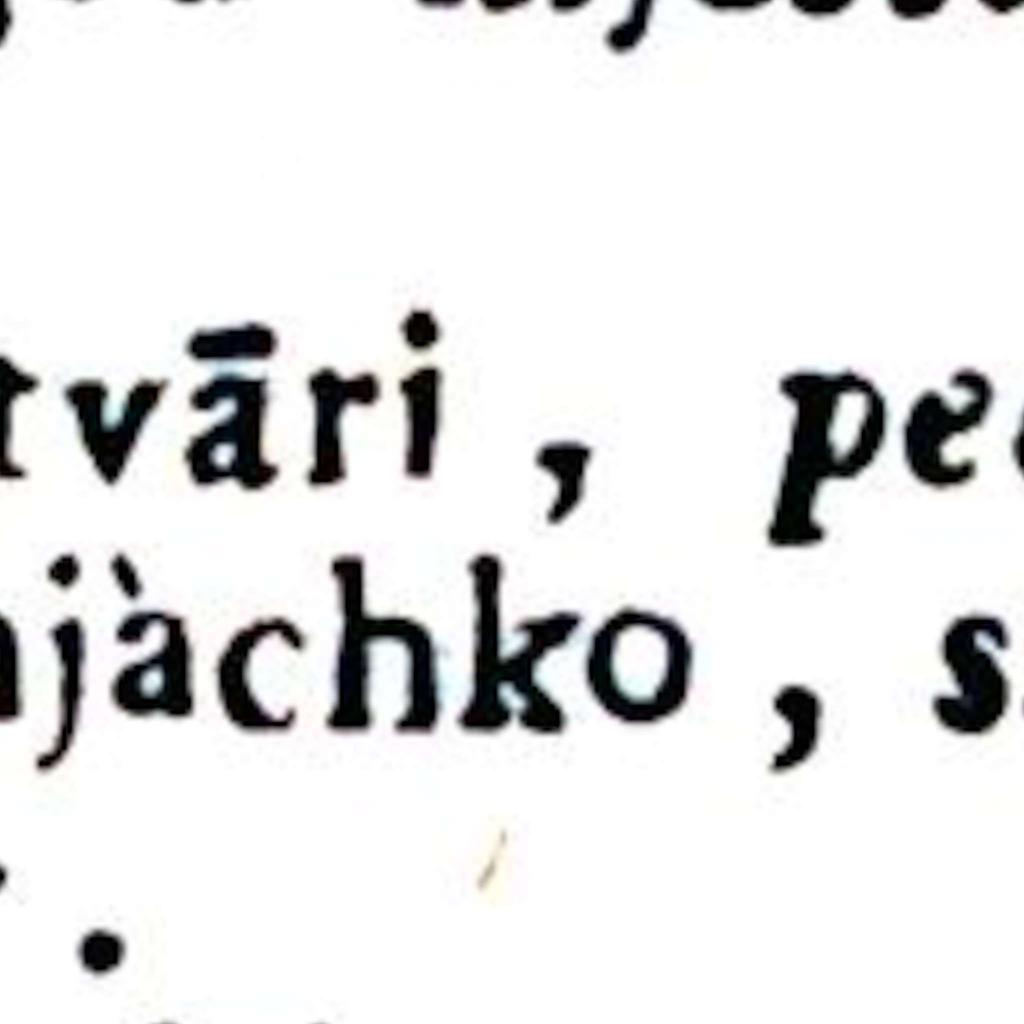 tvāri , pe
njàchko , s
.